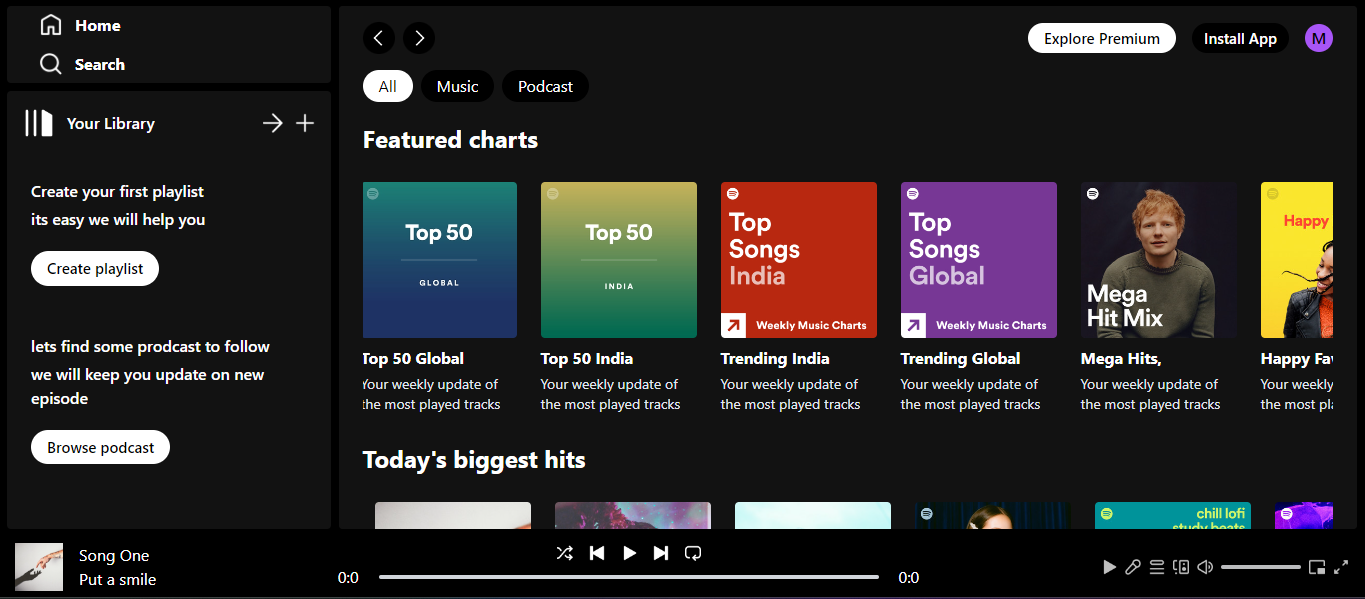 Home
Search
Your Library
Create your first playlist
its easy we will help you
Create playlist
lets find some prodcast to follow
we will keep you update on new
episode
Browse podcast
Explore Premium
Install App
M
All
Music
Podcast
Featured charts
Top 50
GLOBAL
Top 50 Global
Your weekly update of
the most played tracks
Top 50
INDIA
Top 50 India
Your weekly update of
the most played tracks
Top
Songs
India
Weekly Music Charts
Trending India
Your weekly update of
the most played tracks
Top
Songs
Global
Weekly Music Charts
Trending Global
Your weekly update of
the most played tracks
Mega
Hit Mix
Mega Hits,
Your weekly update of
the most played tracks
Happy
Happy Fav
Your weekly
the most pla
Today's biggest hits
chill lofi
study beats
Song One
Put a smile
0:0
0:0